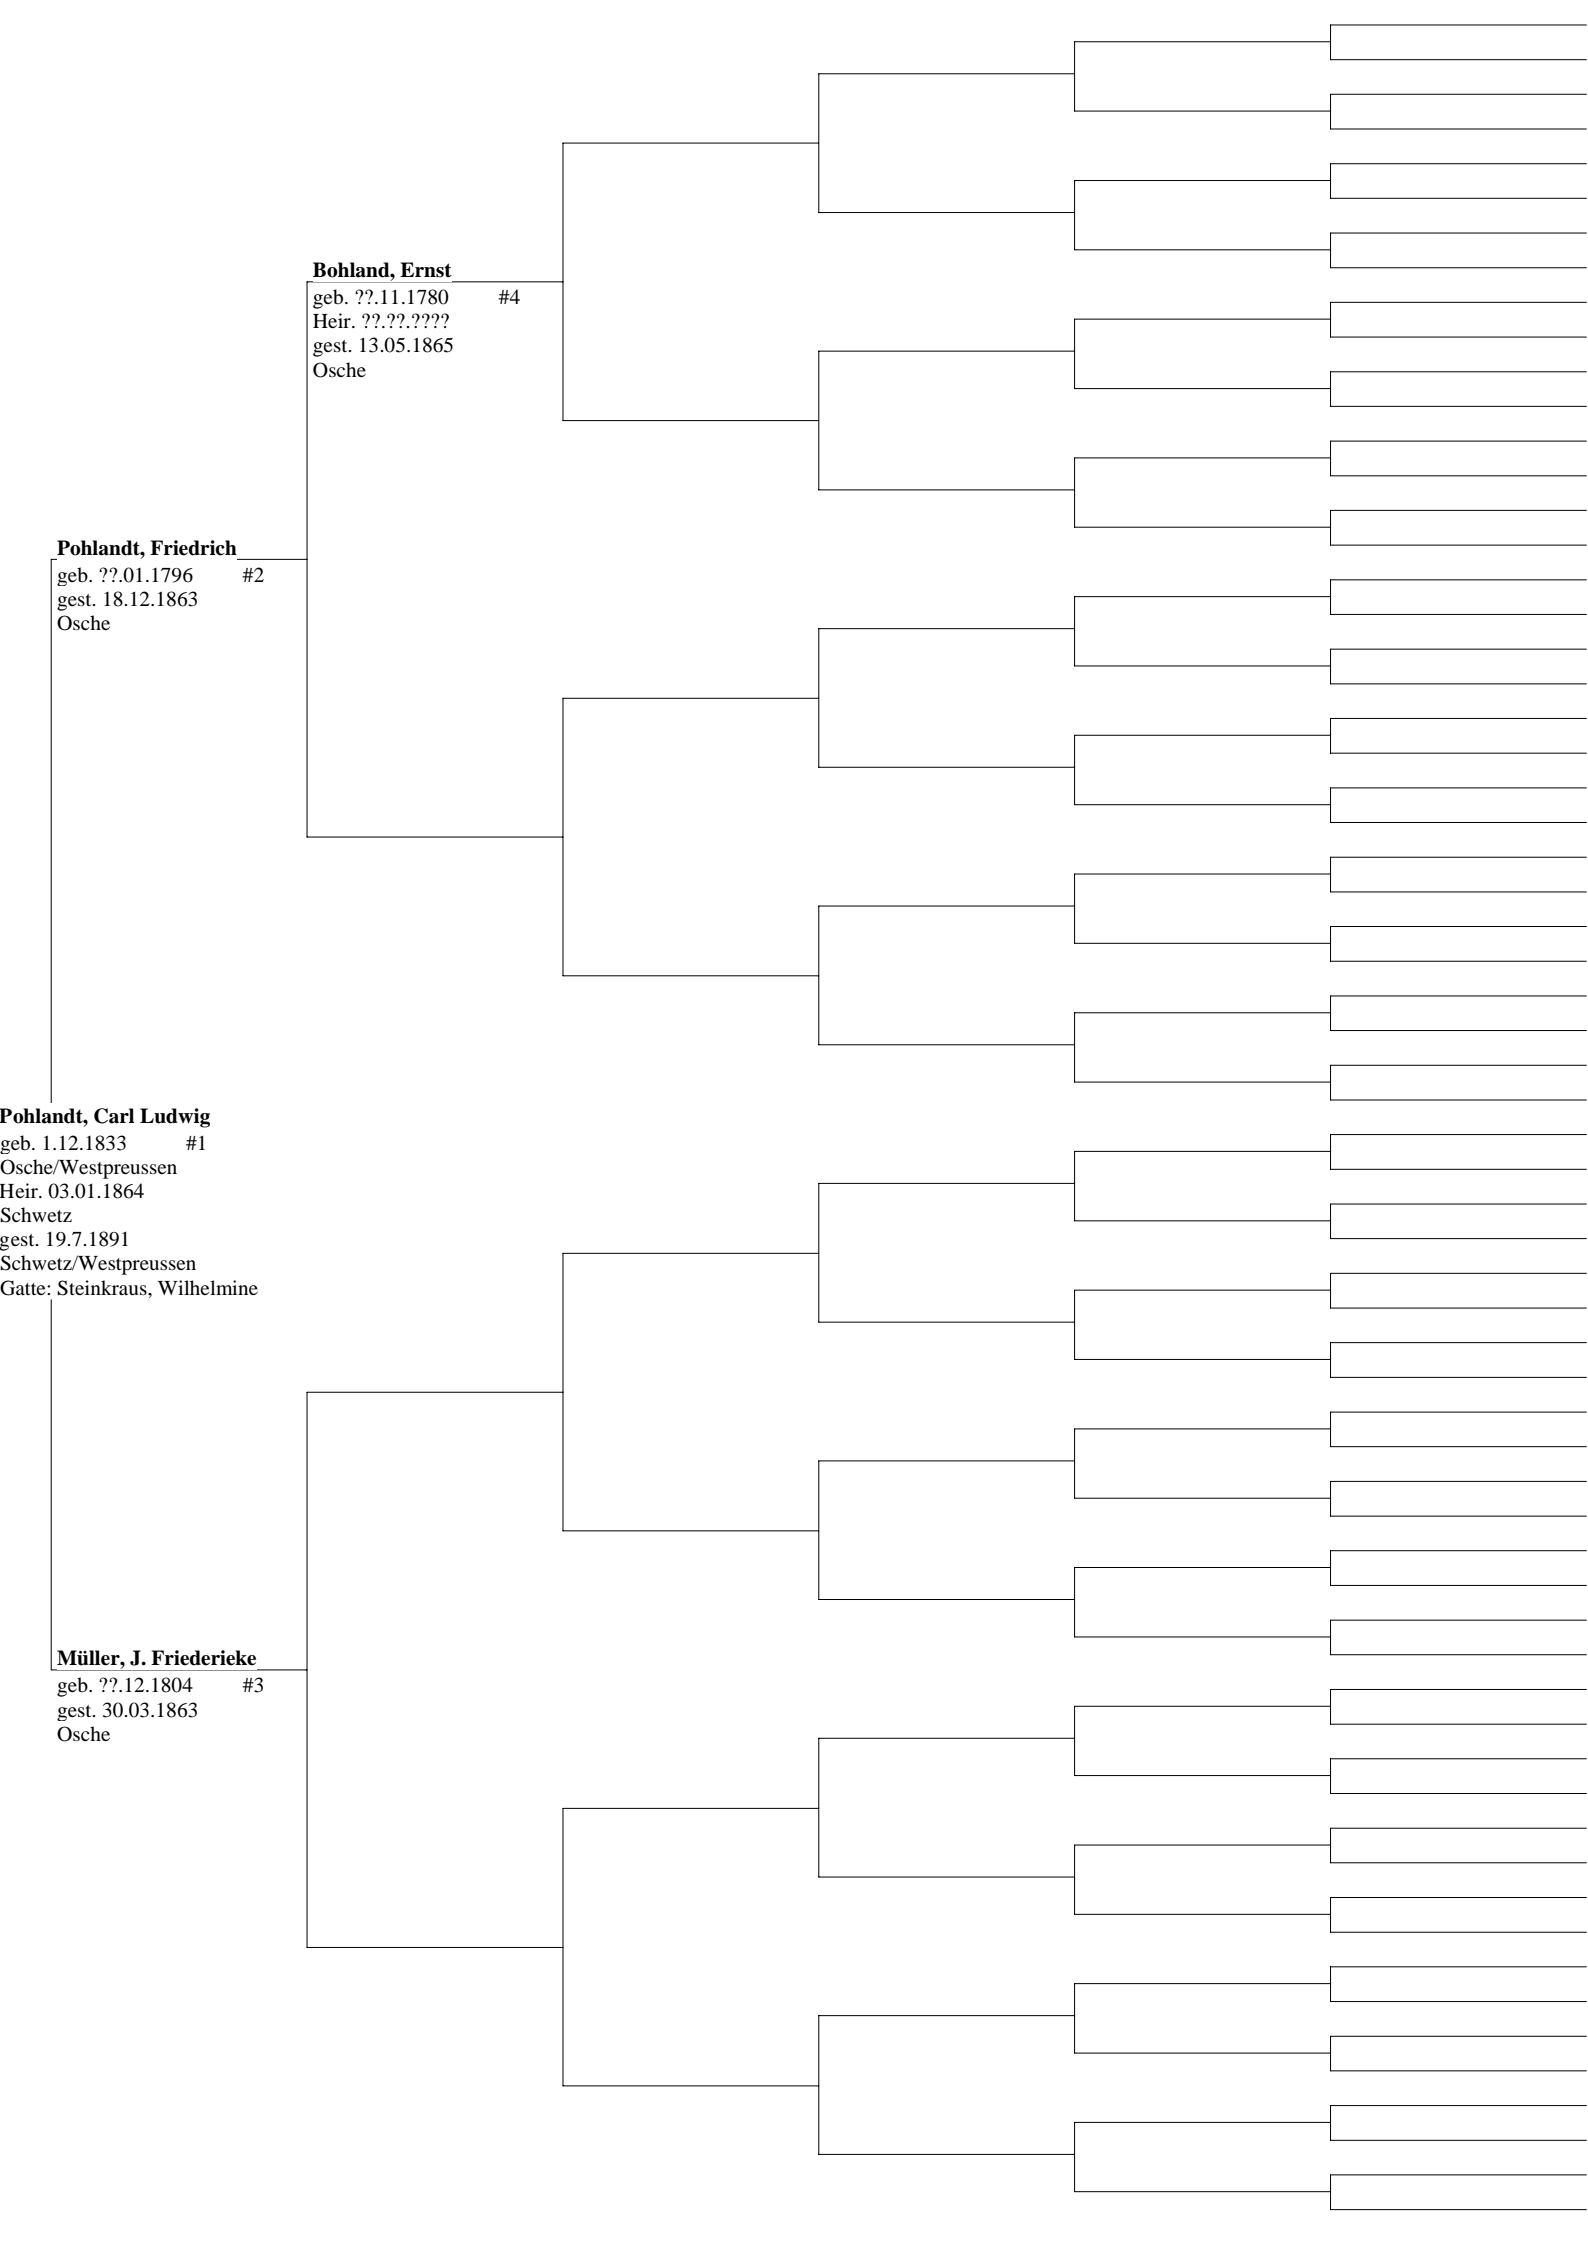 Bohland, Ernst
geb. ??.11.1780 #4
Heir. ??.??.????
gest. 13.05.1865
Osche
Pohlandt, Friedrich
geb. ??.01.1796 #2
gest. 18.12.1863
Osche
Pohlandt, Carl Ludwig
geb. 1.12.1833 #1
Osche/Westpreussen
Heir. 03.01.1864
Schwetz
gest. 19.7.1891
Schwetz/Westpreussen
Gatte: Steinkraus, Wilhelmine
Müller, J. Friederieke
geb. ??.12.1804 #3
gest. 30.03.1863
Osche